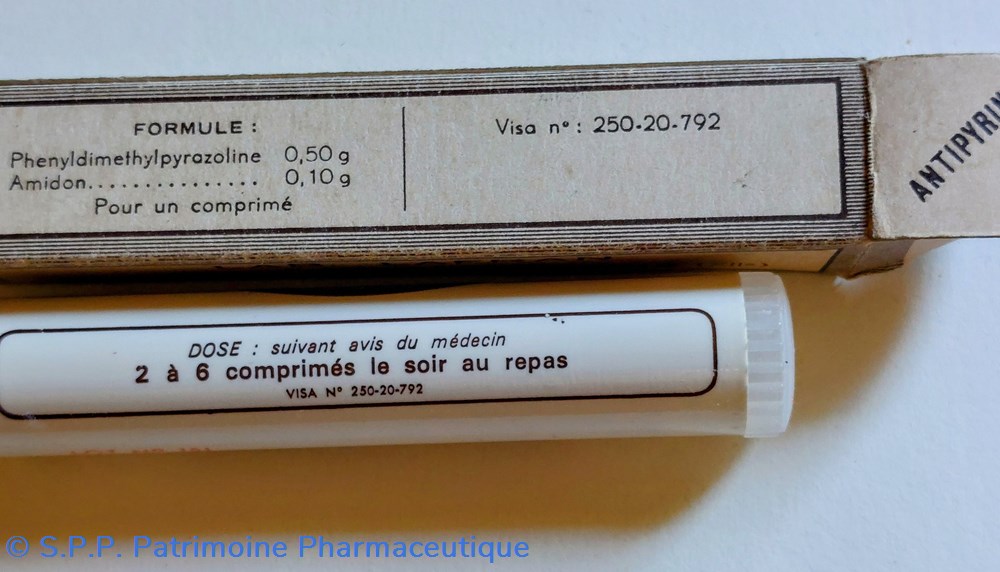 FORMULE :
Phenyldimethylpyrazoline 0,50 g
Amidon............... 0,10 g
Pour un comprimé
Visa n° : 250-20-792
DOSE : suivant avis du médecin
2 à 6 comprimés le soir au repas
VISA N° 250-20-792
© S.P.P. Patrimoine Pharmaceutique